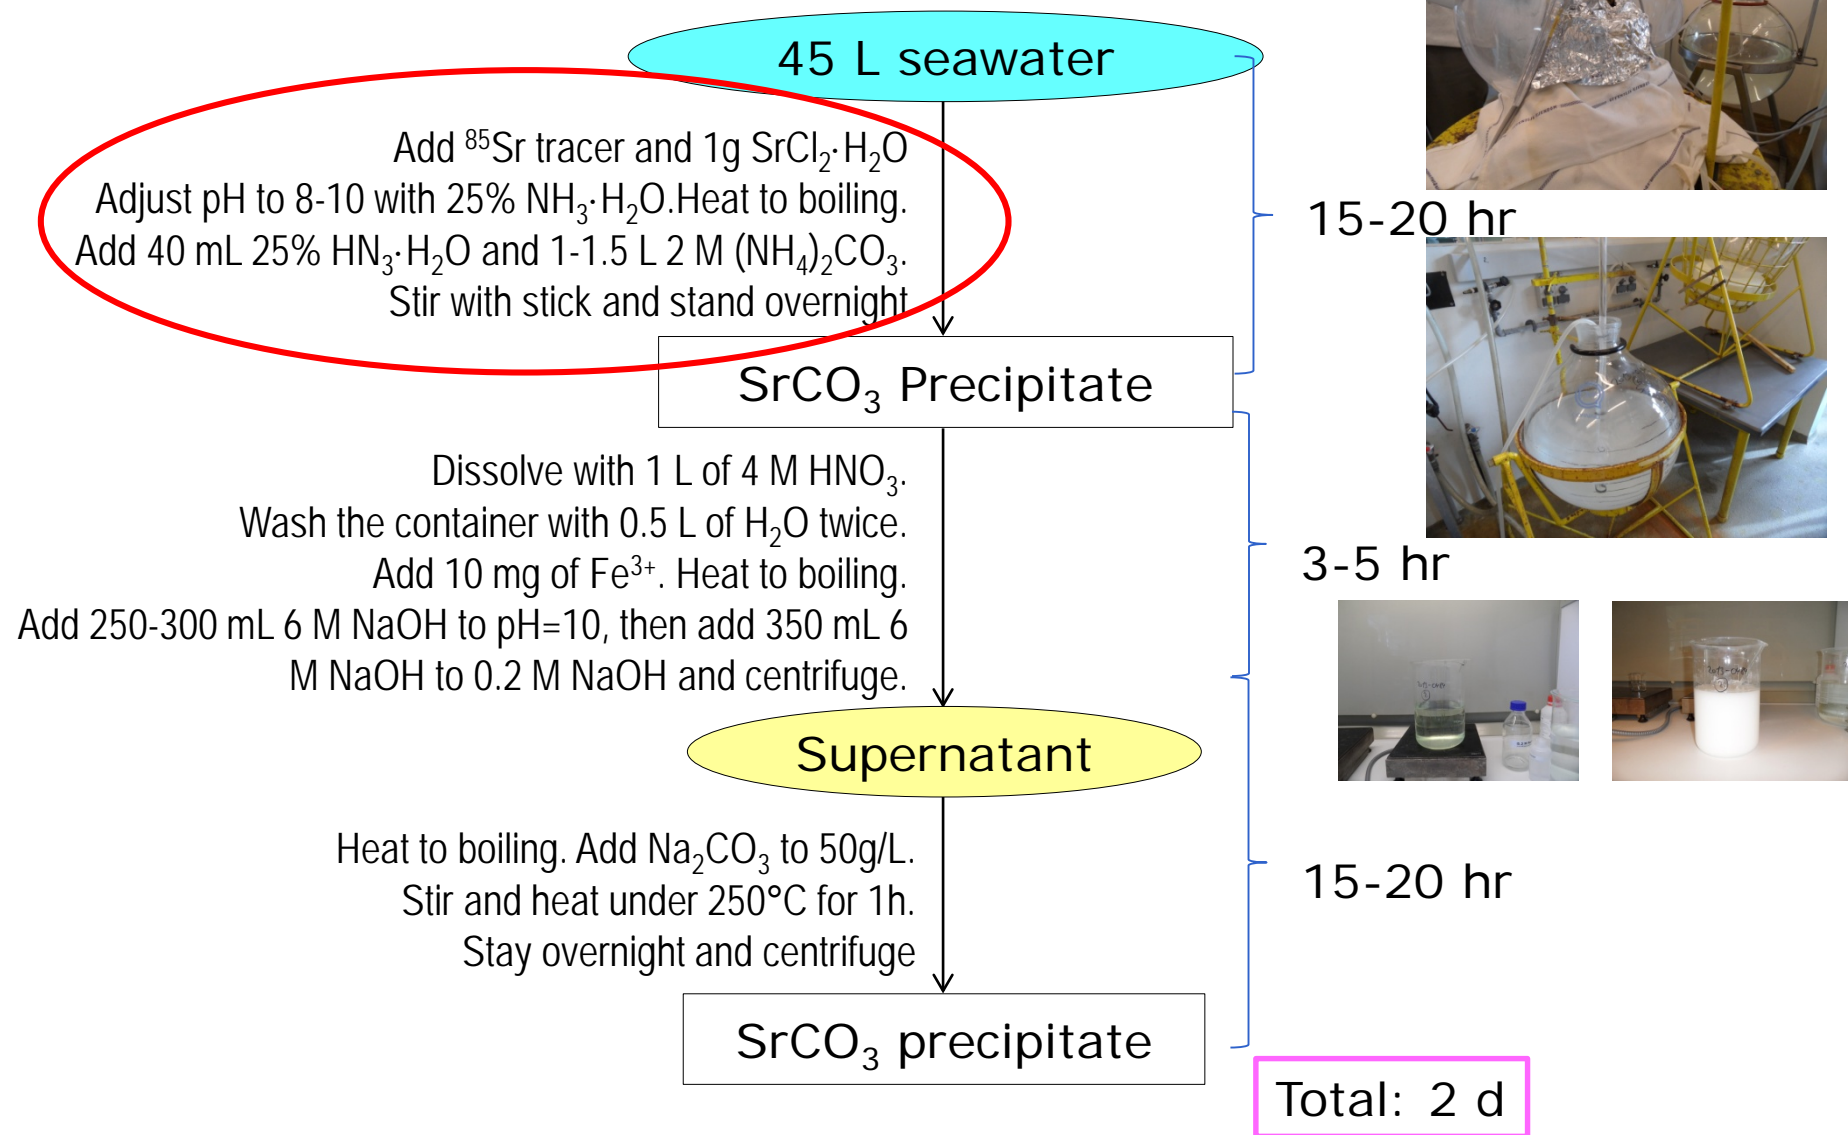 45 L seawater
Add ⁸⁵Sr tracer and 1g SrCl₂·H₂O
Adjust pH to 8-10 with 25% NH₃·H₂O.Heat to boiling.
Add 40 mL 25% HN₃·H₂O and 1-1.5 L 2 M (NH₄)₂CO₃.
Stir with stick and stand overnight
15-20 hr
SrCO₃ Precipitate
Dissolve with 1 L of 4 M HNO₃.
Wash the container with 0.5 L of H₂O twice.
Add 10 mg of Fe³⁺. Heat to boiling.
Add 250-300 mL 6 M NaOH to pH=10, then add 350 mL 6
M NaOH to 0.2 M NaOH and centrifuge.
3-5 hr
Supernatant
Heat to boiling. Add Na₂CO₃ to 50g/L.
Stir and heat under 250°C for 1h.
Stay overnight and centrifuge
15-20 hr
SrCO₃ precipitate
Total: 2 d